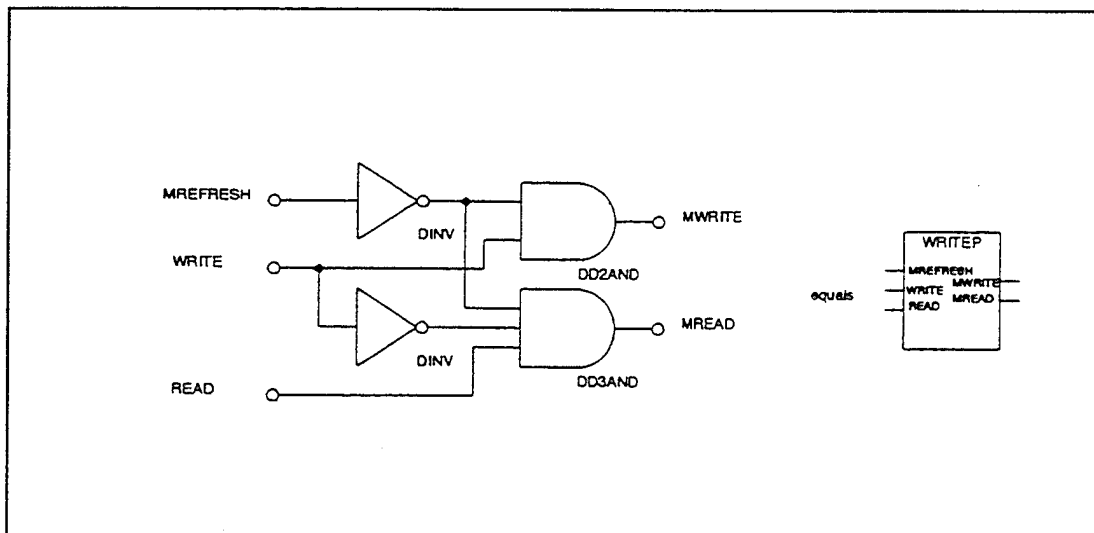 MREFRESH
DINV
MWRITE
WRITE
DD2AND
DINV
MREAD
READ
DD3AND
equals
WRITEP
MREFRESH
MWRITE
WRITE
MREAD
READ